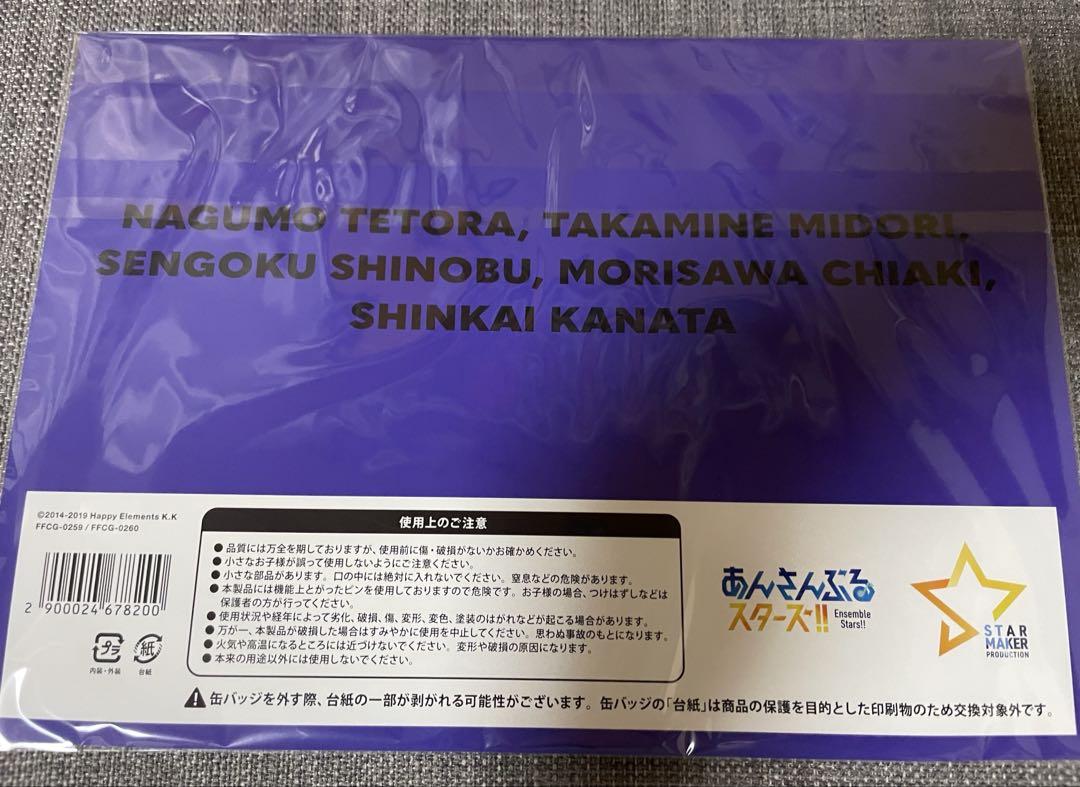 NAGUMO TETORA, TAKAMINE MIDORI,
SENGOKU SHINOBU, MORISAWA CHIAKI,
SHINKAI KANATA
©2014-2019 Happy Elements K.K
FFCG-0259 / FFCG-0260
2 900024 678200
プラ
内装・外装
紙
台紙
使用上のご注意
● 品質には万全を期しておりますが、使用前に傷・破損がないかお確かめください。
● 小さなお子様が誤って使用しないようにご注意ください。
● 小さな部品があります。口の中には絶対に入れないでください。窒息などの危険があります。
● 本製品には機能上とがったピンを使用しておりますので危険です。お子様の場合、つけはずしなどは
保護者の方が行ってください。
● 使用状況や経年によって劣化、破損、傷、変形、変色、塗装のはがれなどが起こる場合があります。
● 万が一、本製品が破損した場合はすみやかに使用を中止してください。思わぬ事故のもとになります。
● 火気や高温になるところには近づけないでください。変形や破損の原因になります。
● 本来の用途以外には使用しないでください。
あんさんぶる
スターズ!!
Ensemble
Stars!!
STAR
MAKER
PRODUCTION
缶バッジを外す際、台紙の一部が剥がれる可能性がございます。缶バッジの「台紙」は商品の保護を目的とした印刷物のため交換対象外です。